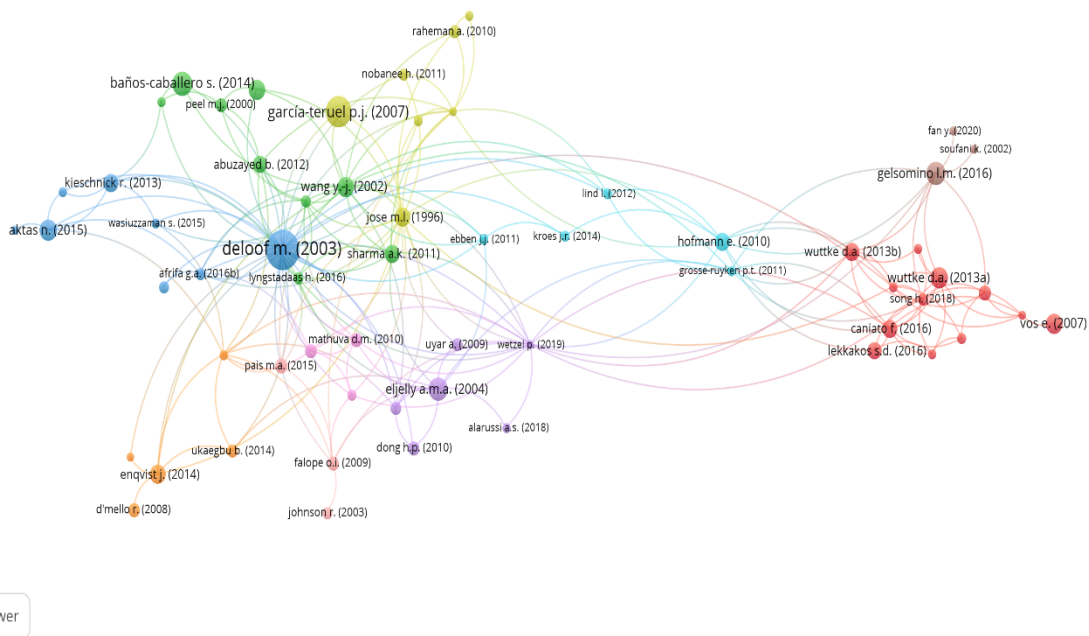 raheman a. (2010)
nobanee h. (2011)
baños-caballero s. (2014)
peel m.j. (2000)
garcía-teruel p.j. (2007)
fan y. (2020)
soufani k. (2002)
abuzayed b. (2012)
gelsomino l.m. (2016)
kieschnick r. (2013)
wang y.-j. (2002)
lind l. (2012)
jose m.l. (1996)
wasiuzzaman s. (2015)
aktas n. (2015)
ebben j.j. (2011)
kroes j.r. (2014)
hofmann e. (2010)
deloof m. (2003)
sharma a.k. (2011)
wuttke d.a. (2013b)
afrifa g.a. (2016b)
lyngstadaas h. (2016)
grosse-ruyken p.t. (2011)
wuttke d.a. (2013a)
song h. (2018)
vos e. (2007)
caniato f. (2016)
mathuva d.m. (2010)
uyar a. (2009)
wetzel p. (2019)
lekkakos s.d. (2016)
pais m.a. (2015)
eljelly a.m.a. (2004)
alarussi a.s. (2018)
dong h.p. (2010)
ukaegbu b. (2014)
falope o.i. (2009)
enqvist j. (2014)
d'mello r. (2008)
johnson r. (2003)
wer